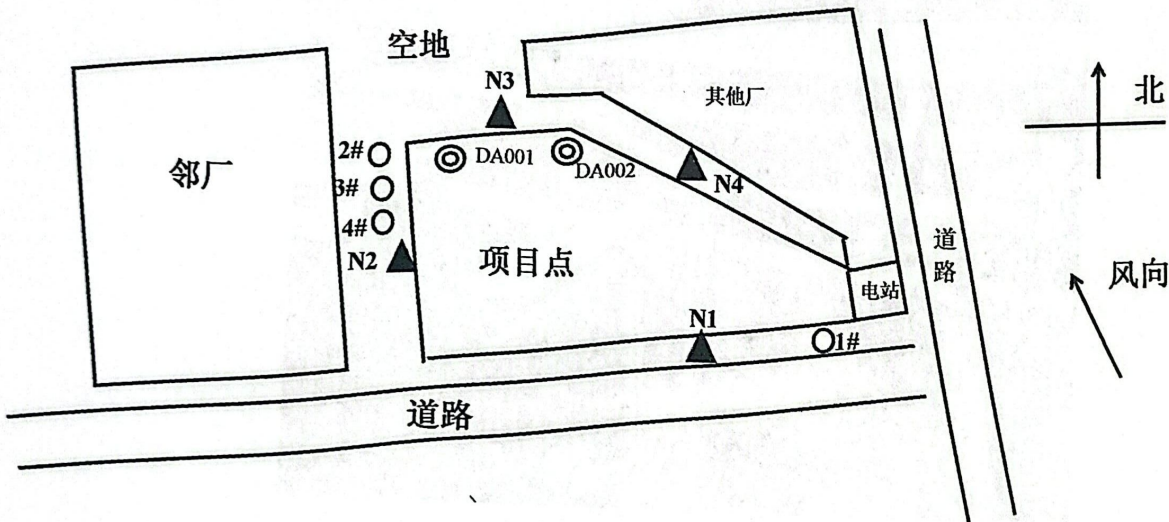 空地
N3
其他厂
北
2#
DA001
DA002
邻厂
3#
N4
4#
N2
项目点
道路
风向
电站
N1
1#
道路